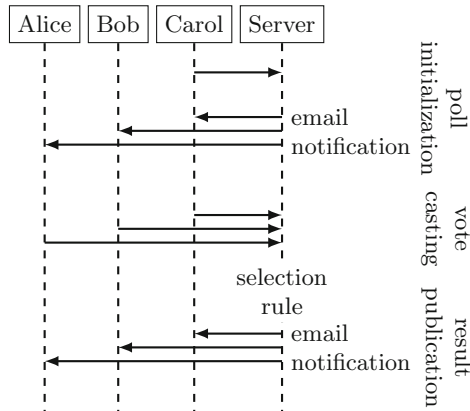 Alice Bob Carol Server
email
notification
poll
initialization
vote
casting
selection
rule
email
notification
result
publication